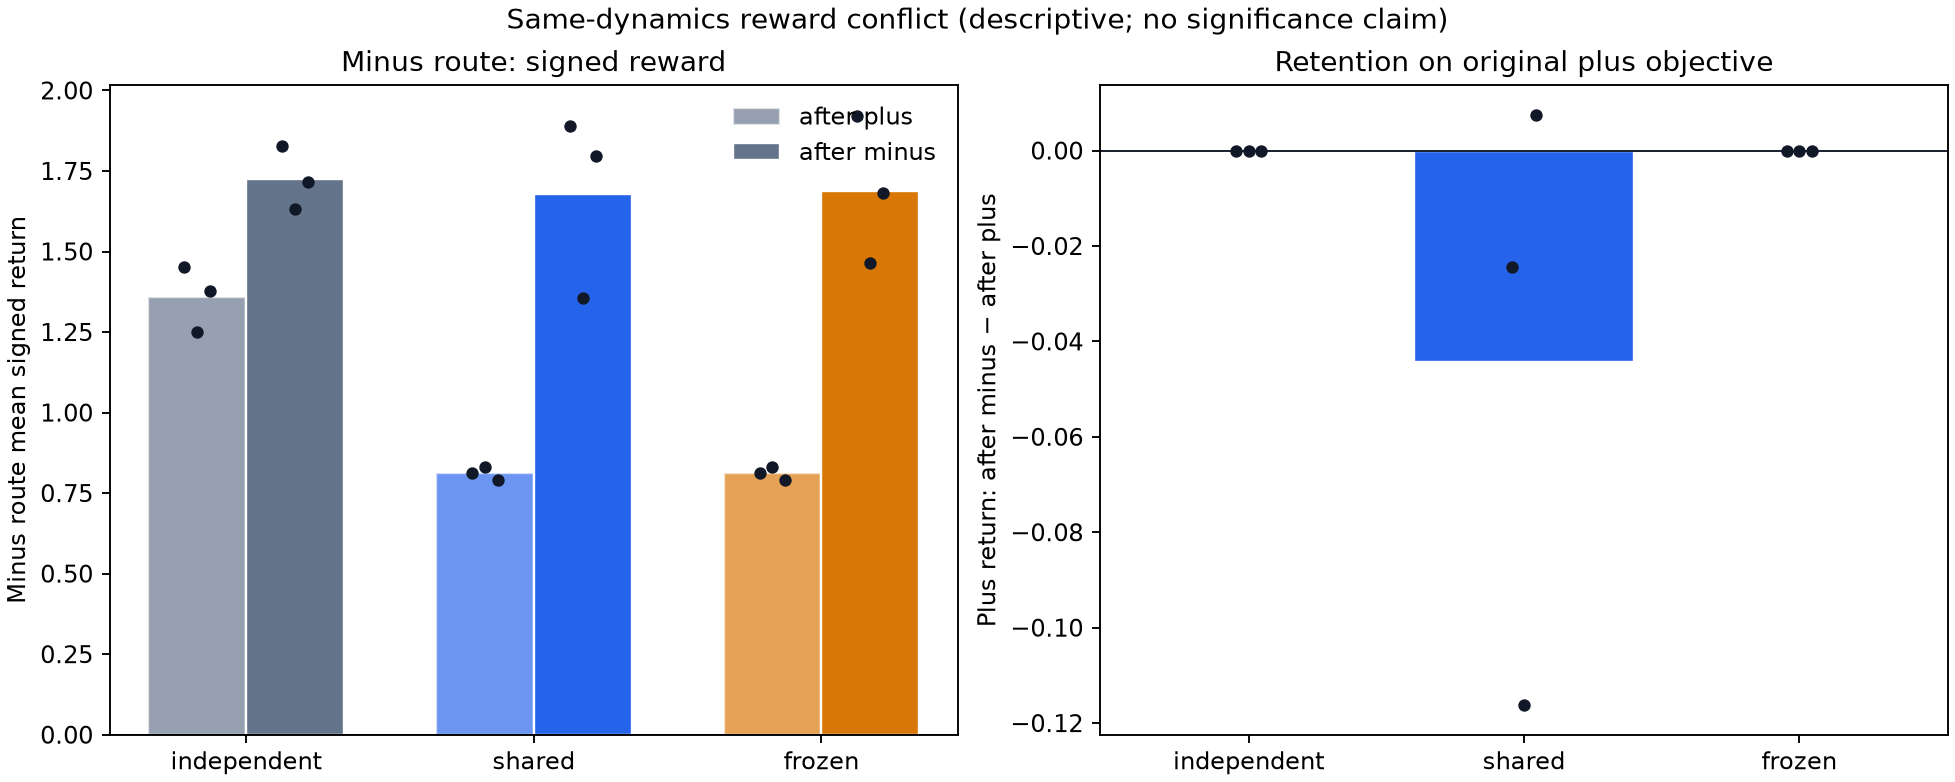 Same-dynamics reward conflict (descriptive; no significance claim)
Minus route: signed reward
Minus route mean signed return
2.00
1.75
1.50
1.25
1.00
0.75
0.50
0.25
0.00
after plus
after minus
independent
shared
frozen
Retention on original plus objective
Plus return: after minus − after plus
0.00
−0.02
−0.04
−0.06
−0.08
−0.10
−0.12
independent
shared
frozen